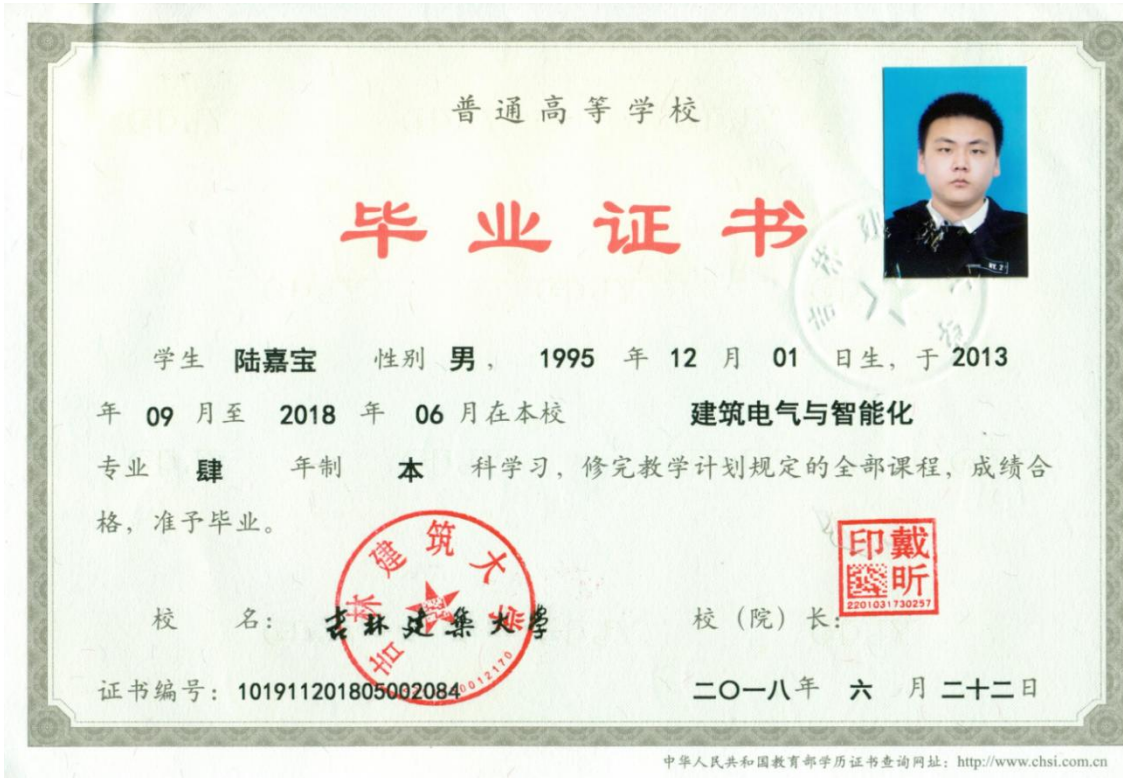 普通高等学校
毕业证书
学生 陆嘉宝 性别 男， 1995 年 12 月 01 日生，于 2013
年 09 月至 2018 年 06 月在本校 建筑电气与智能化
专业 肆 年制 本 科学习，修完教学计划规定的全部课程，成绩合
格，准予毕业。
吉林建筑大学
印戴
昕
2201031730257
校 名： 吉林建筑大学 校（院）长：
证书编号：101911201805002084 二〇一八年 六 月 二十二日
中华人民共和国教育部学历证书查询网址：http://www.chsi.com.cn